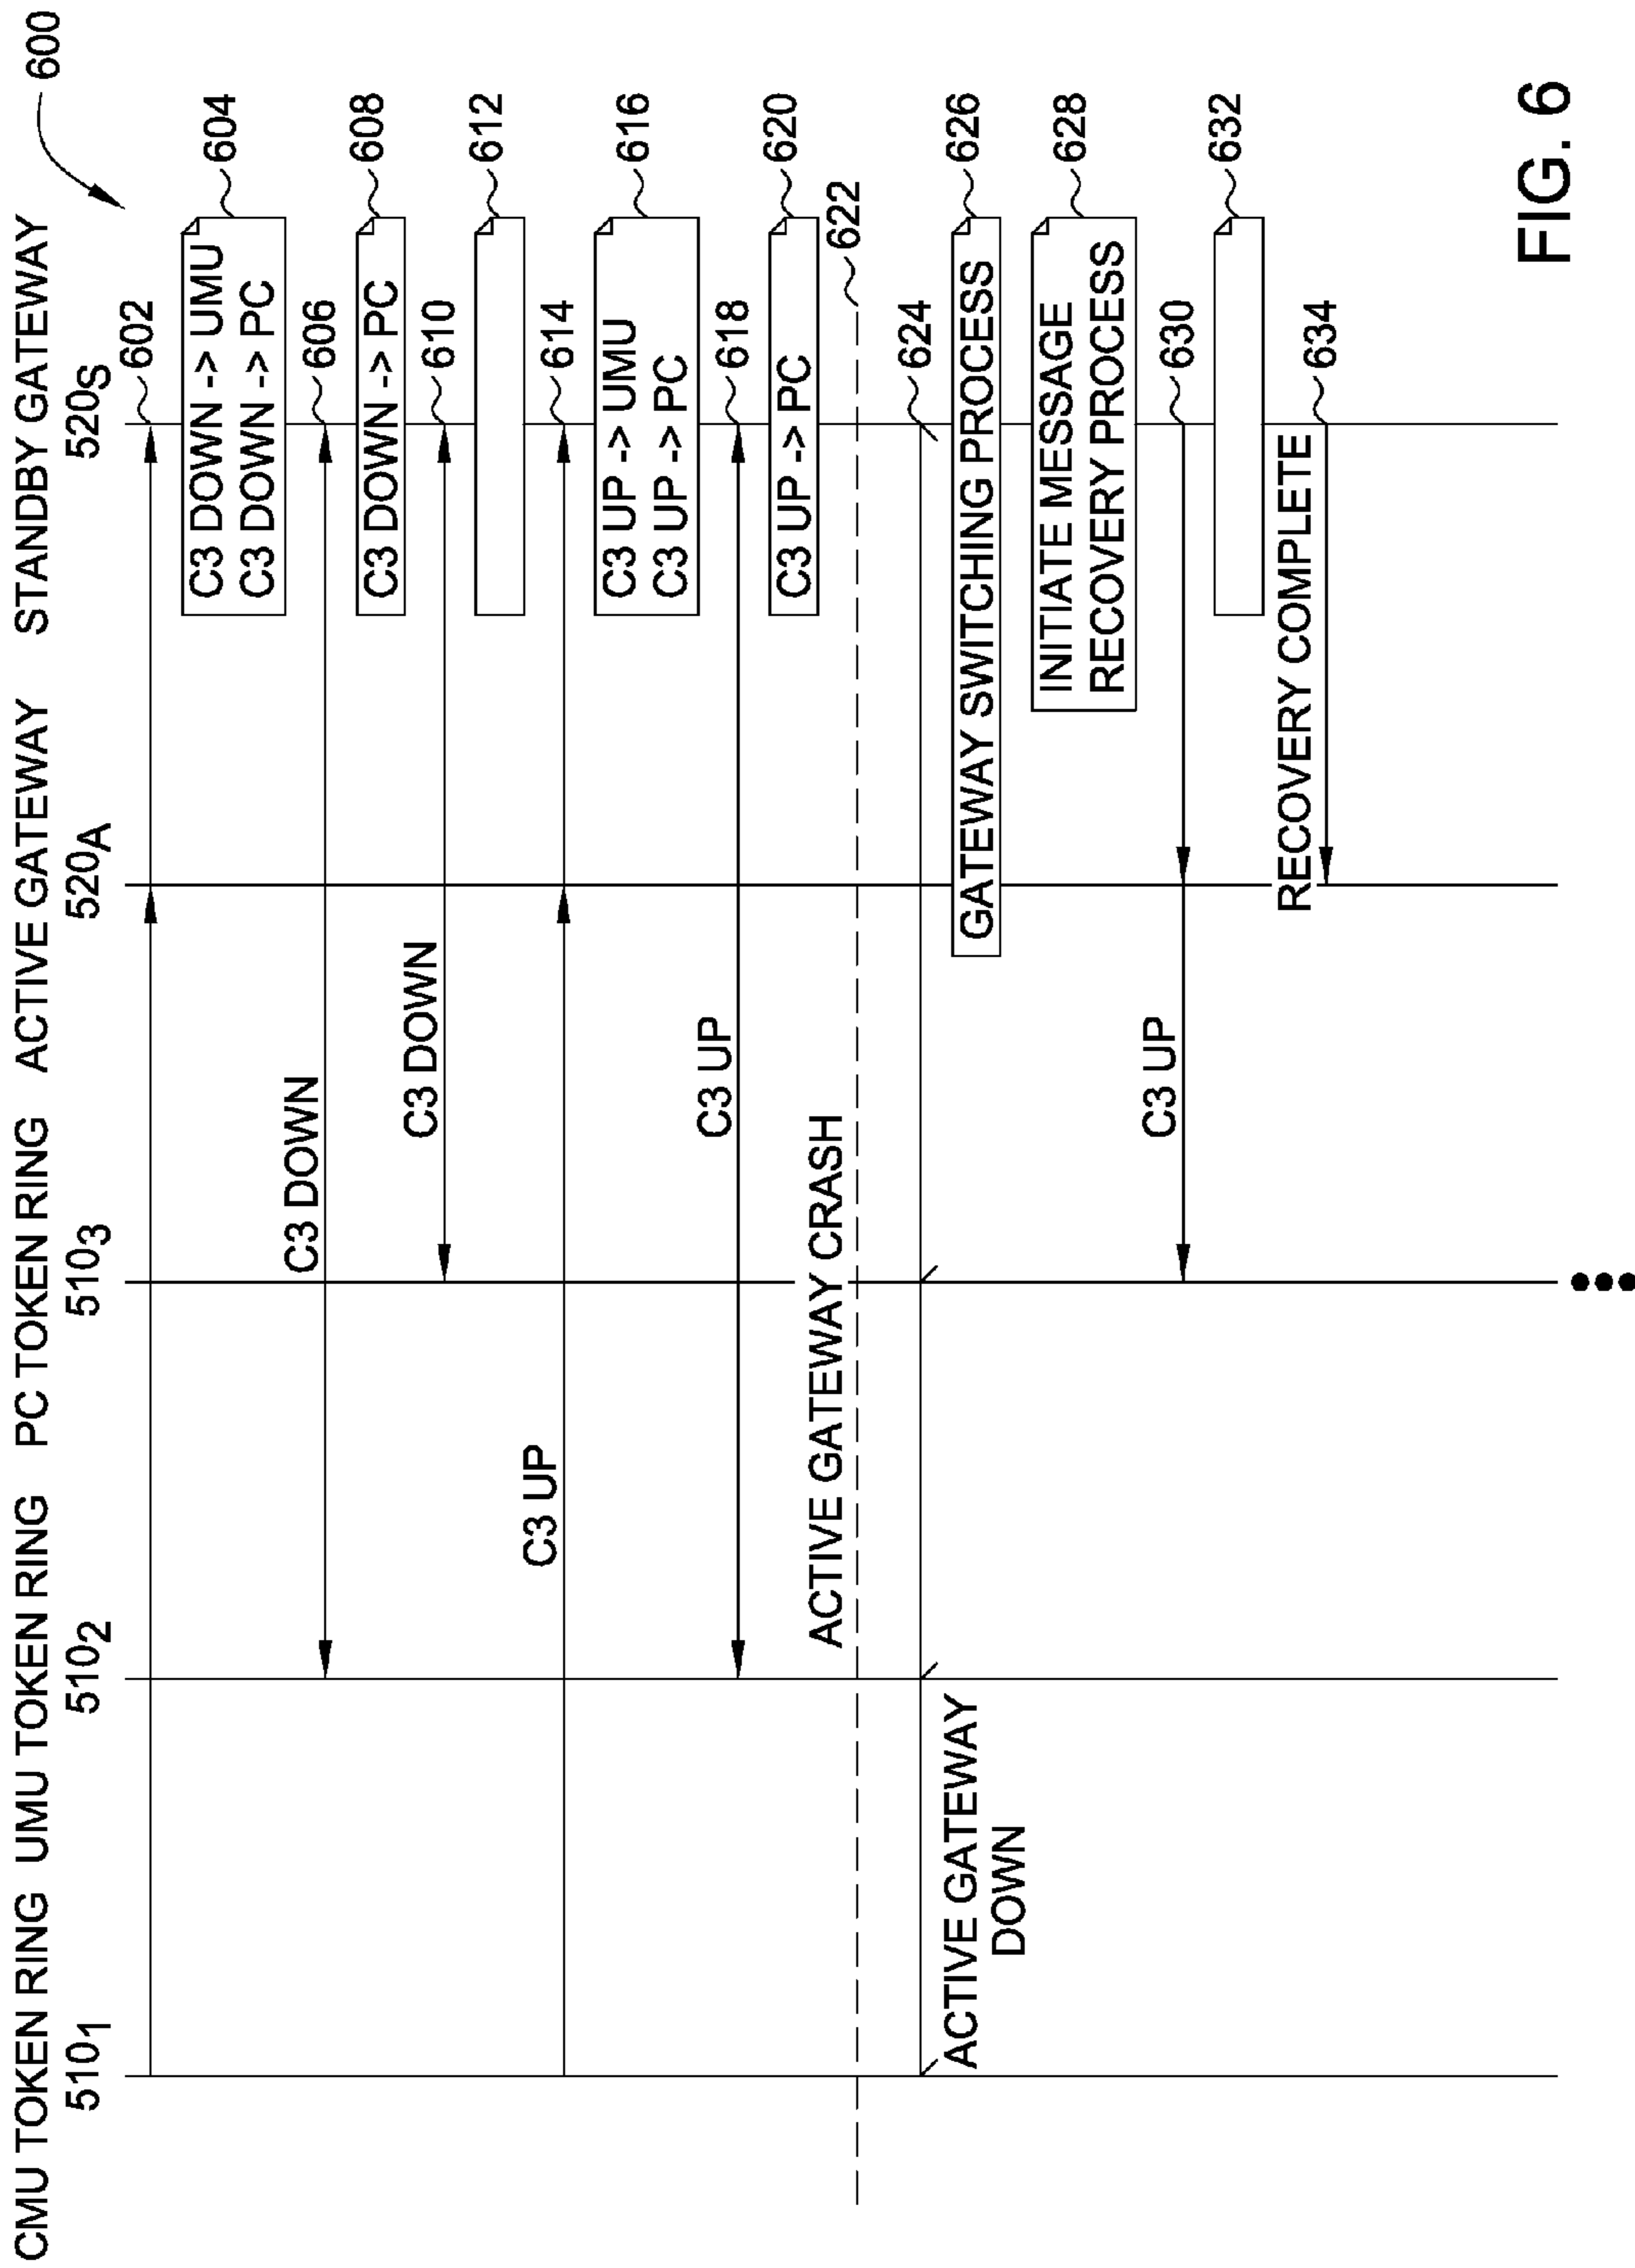 600
CMU TOKEN RING UMU TOKEN RING PC TOKEN RING ACTIVE GATEWAY STANDBY GATEWAY
510₁ 510₂ 510₃ 520A 520S
602
C3 DOWN -> UMU 604
C3 DOWN -> PC
C3 DOWN 606
C3 DOWN -> PC 608
C3 DOWN 610
612
C3 UP 614
C3 UP -> UMU 616
C3 UP -> PC
C3 UP 618
C3 UP -> PC 620
ACTIVE GATEWAY CRASH 622
624
ACTIVE GATEWAY
DOWN
GATEWAY SWITCHING PROCESS 626
INITIATE MESSAGE 628
RECOVERY PROCESS
C3 UP 630
632
RECOVERY COMPLETE 634
FIG. 6